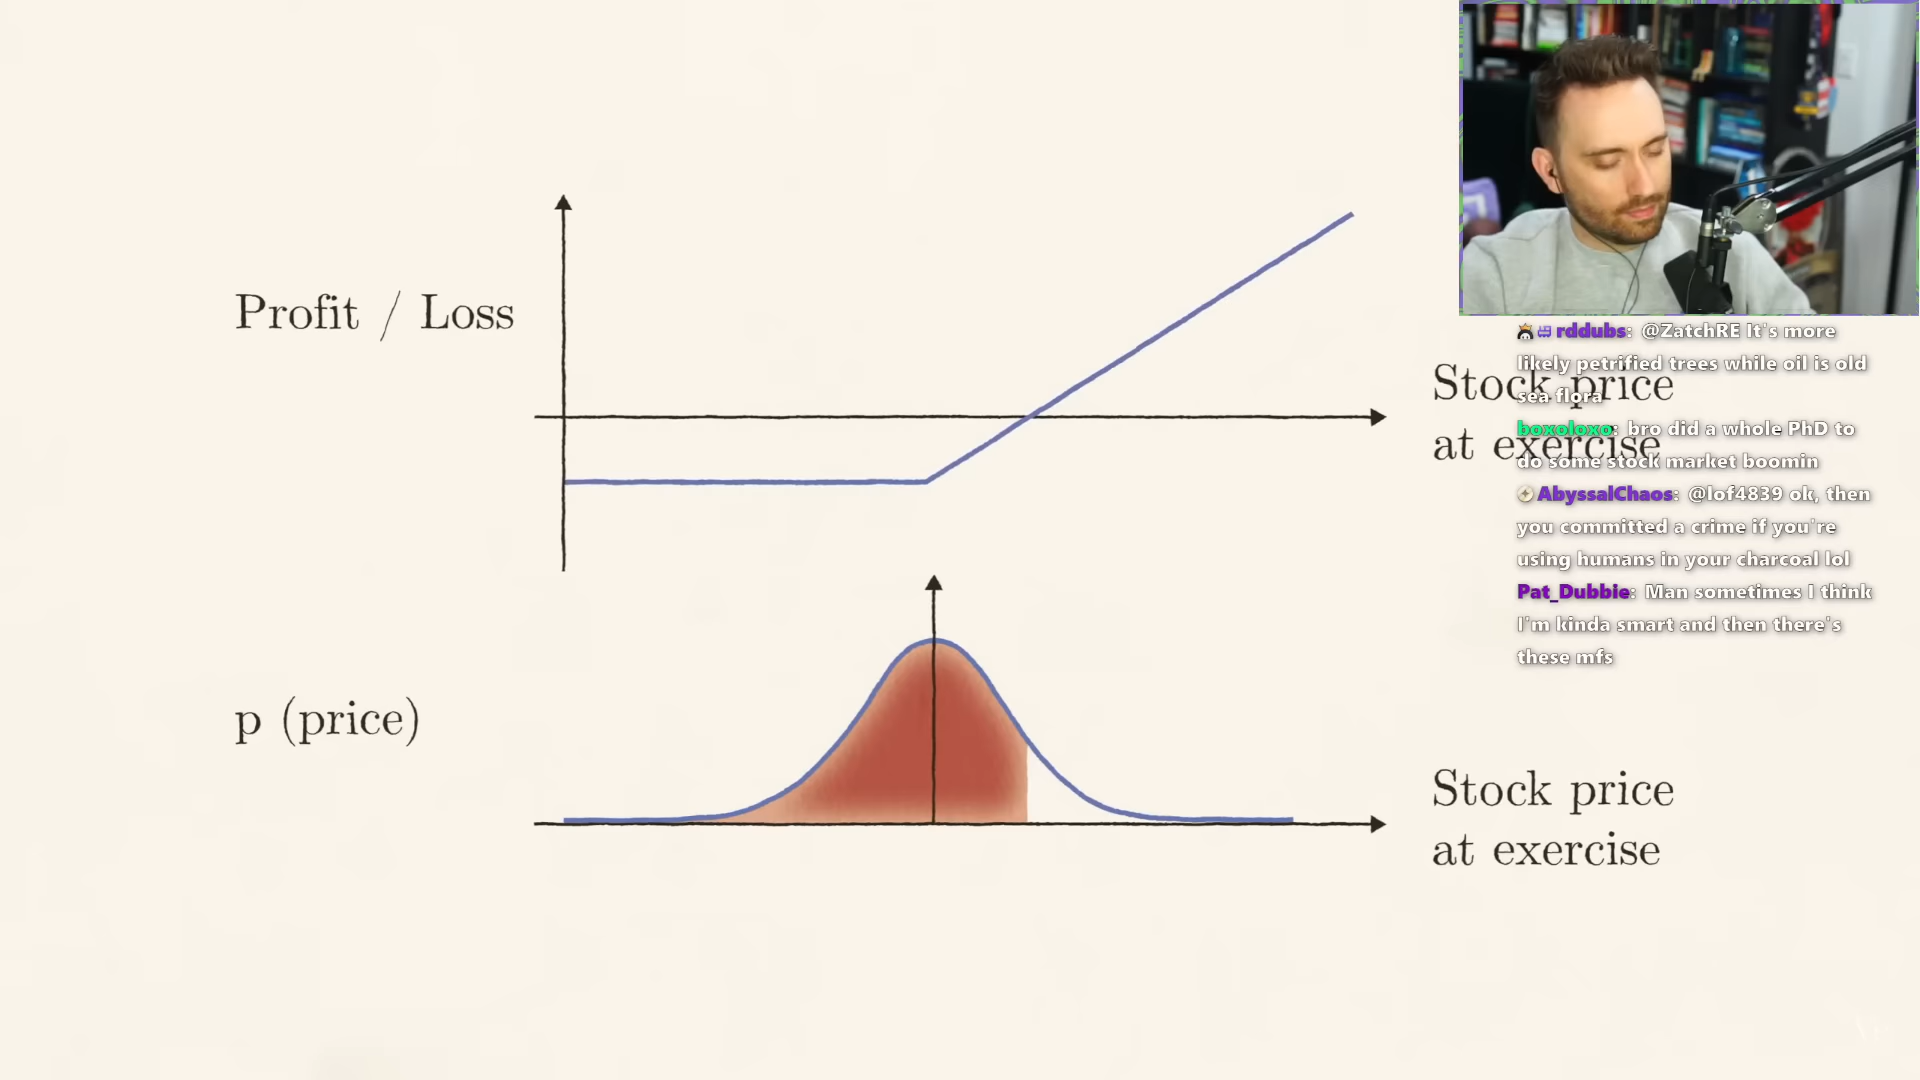 Profit / Loss
Stock price
at exercise
rddubs: @ZatchRE It's more
likely petrified trees while oil is old
sea flora
boxoloxo: bro did a whole PhD to
do some stock market boomin
AbyssalChaos: @lof4839 ok, then
you committed a crime if you're
using humans in your charcoal lol
Pat_Dubbie: Man sometimes I think
I'm kinda smart and then there's
these mfs
p (price)
Stock price
at exercise